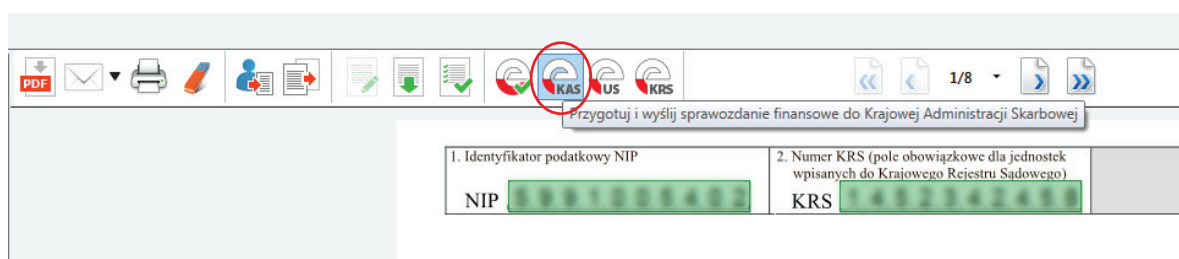 PDF
KAS
US
KRS
1/8
Przygotuj i wyślij sprawozdanie finansowe do Krajowej Administracji Skarbowej
1. Identyfikator podatkowy NIP
NIP
2. Numer KRS (pole obowiązkowe dla jednostek
wpisanych do Krajowego Rejestru Sądowego)
KRS